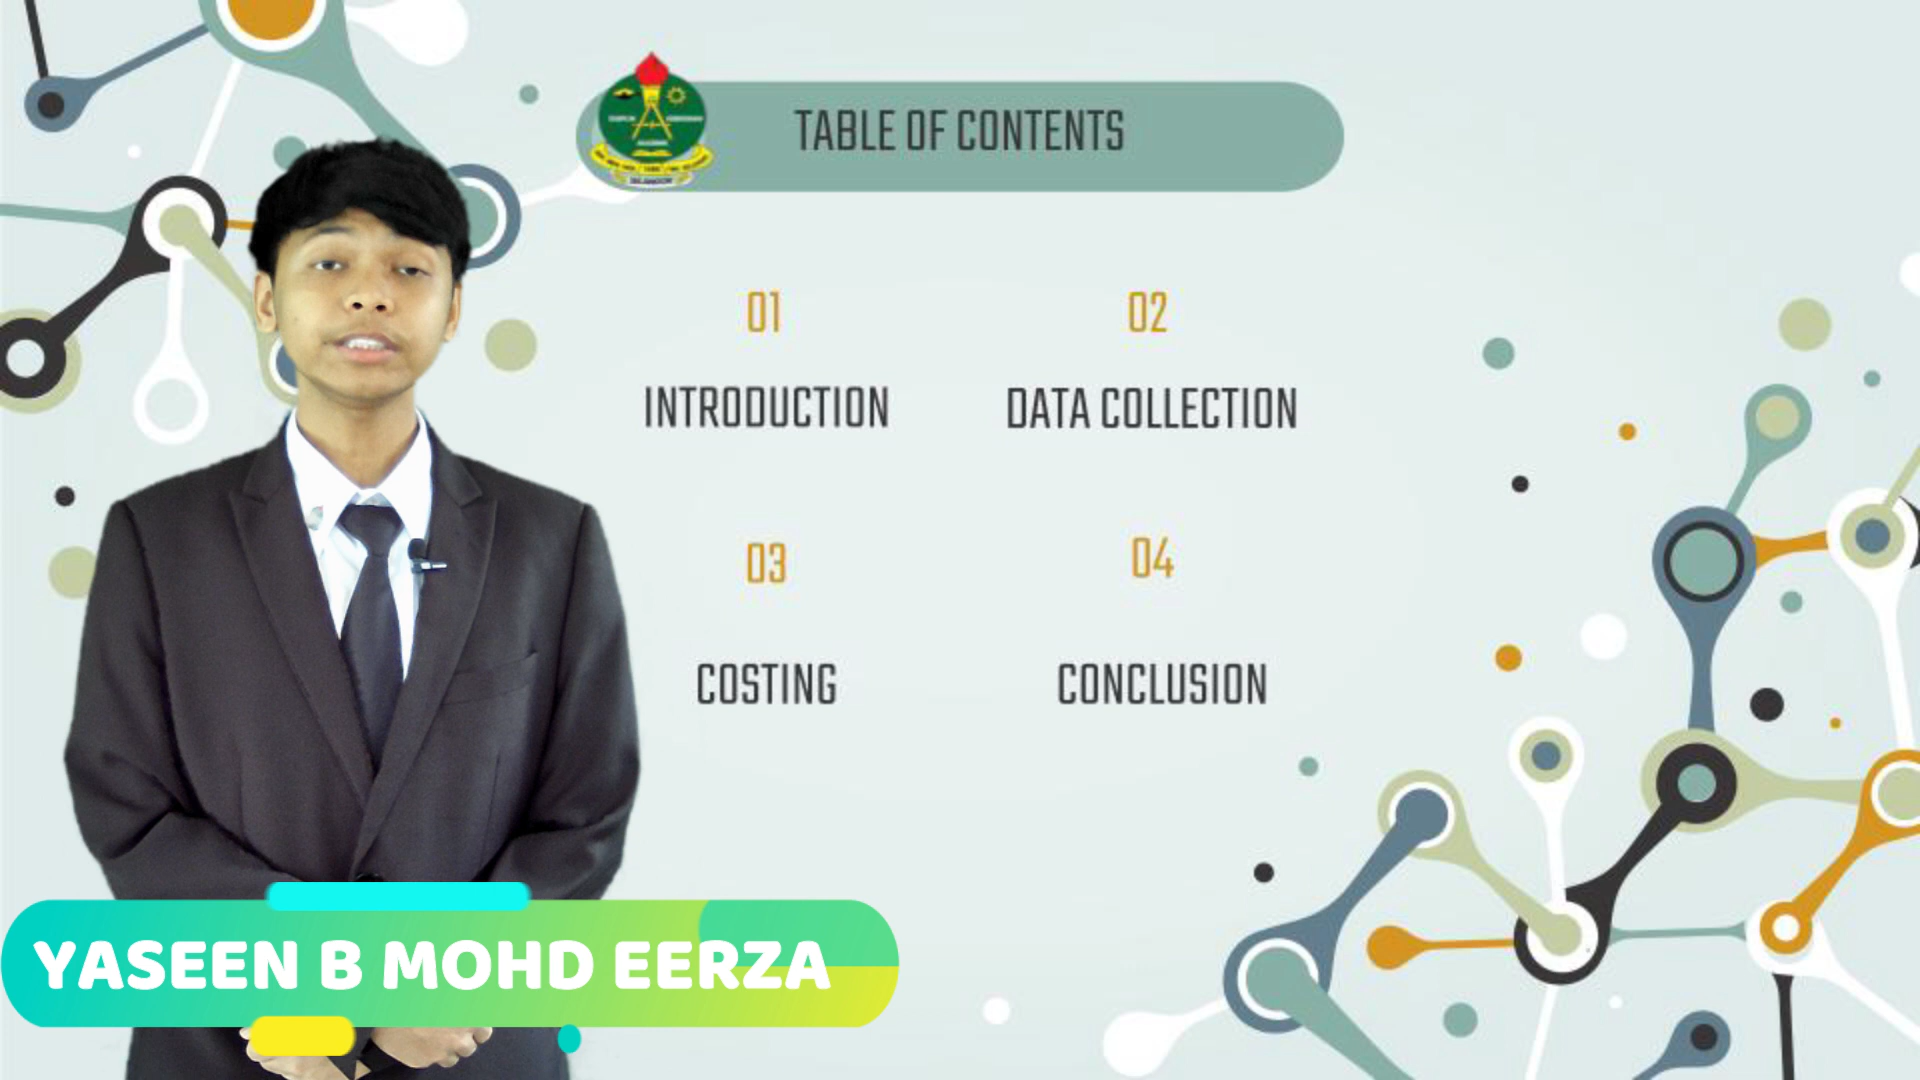 TABLE OF CONTENTS
01
02
INTRODUCTION
DATA COLLECTION
03
04
COSTING
CONCLUSION
YASEEN B MOHD EERZA